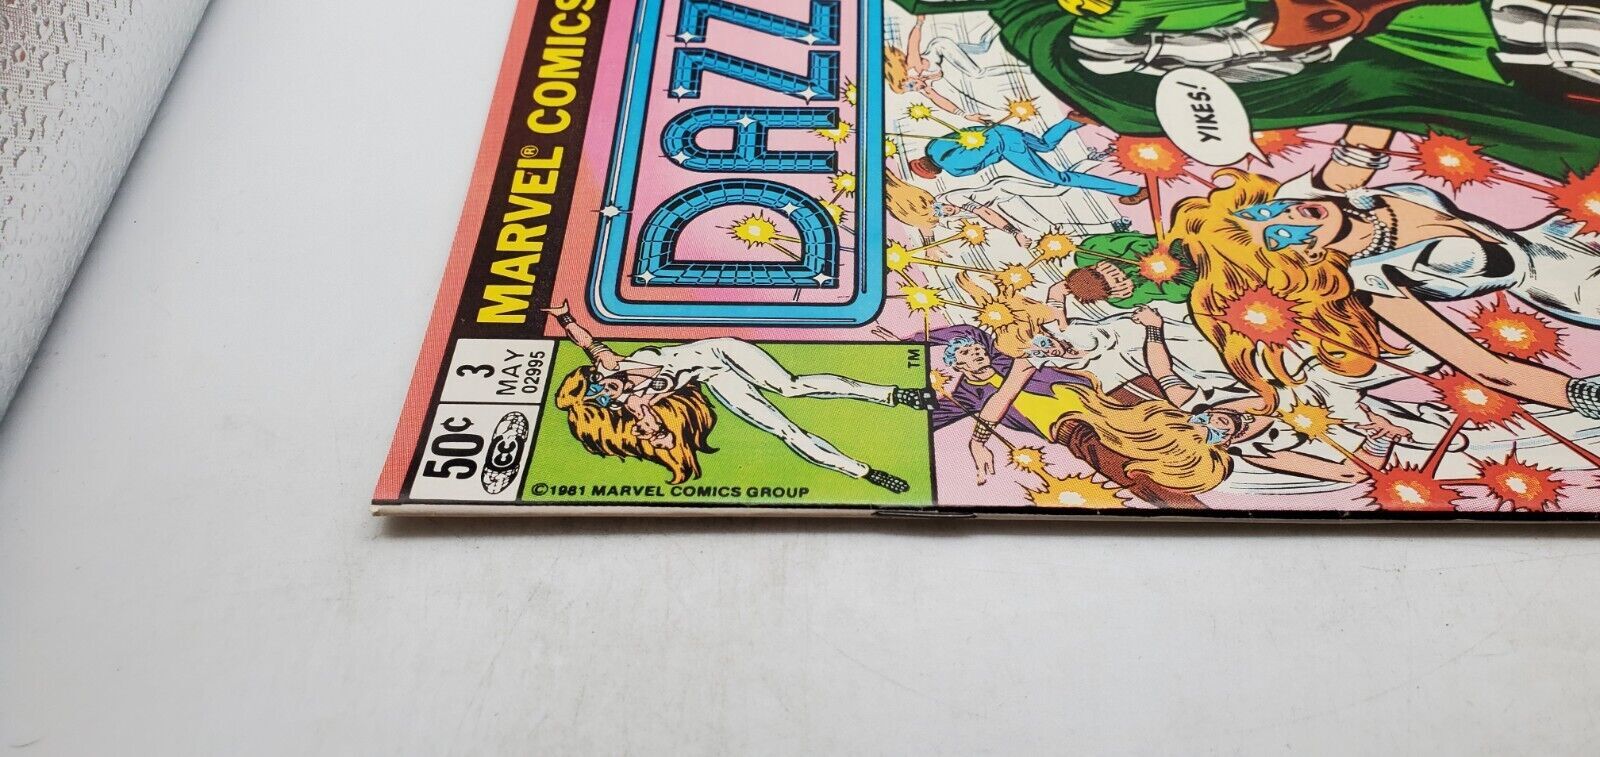 MARVEL® COMICS
DAZZ
50¢
3
MAY
02995
CC
TM
©1981 MARVEL COMICS GROUP
YIKES!